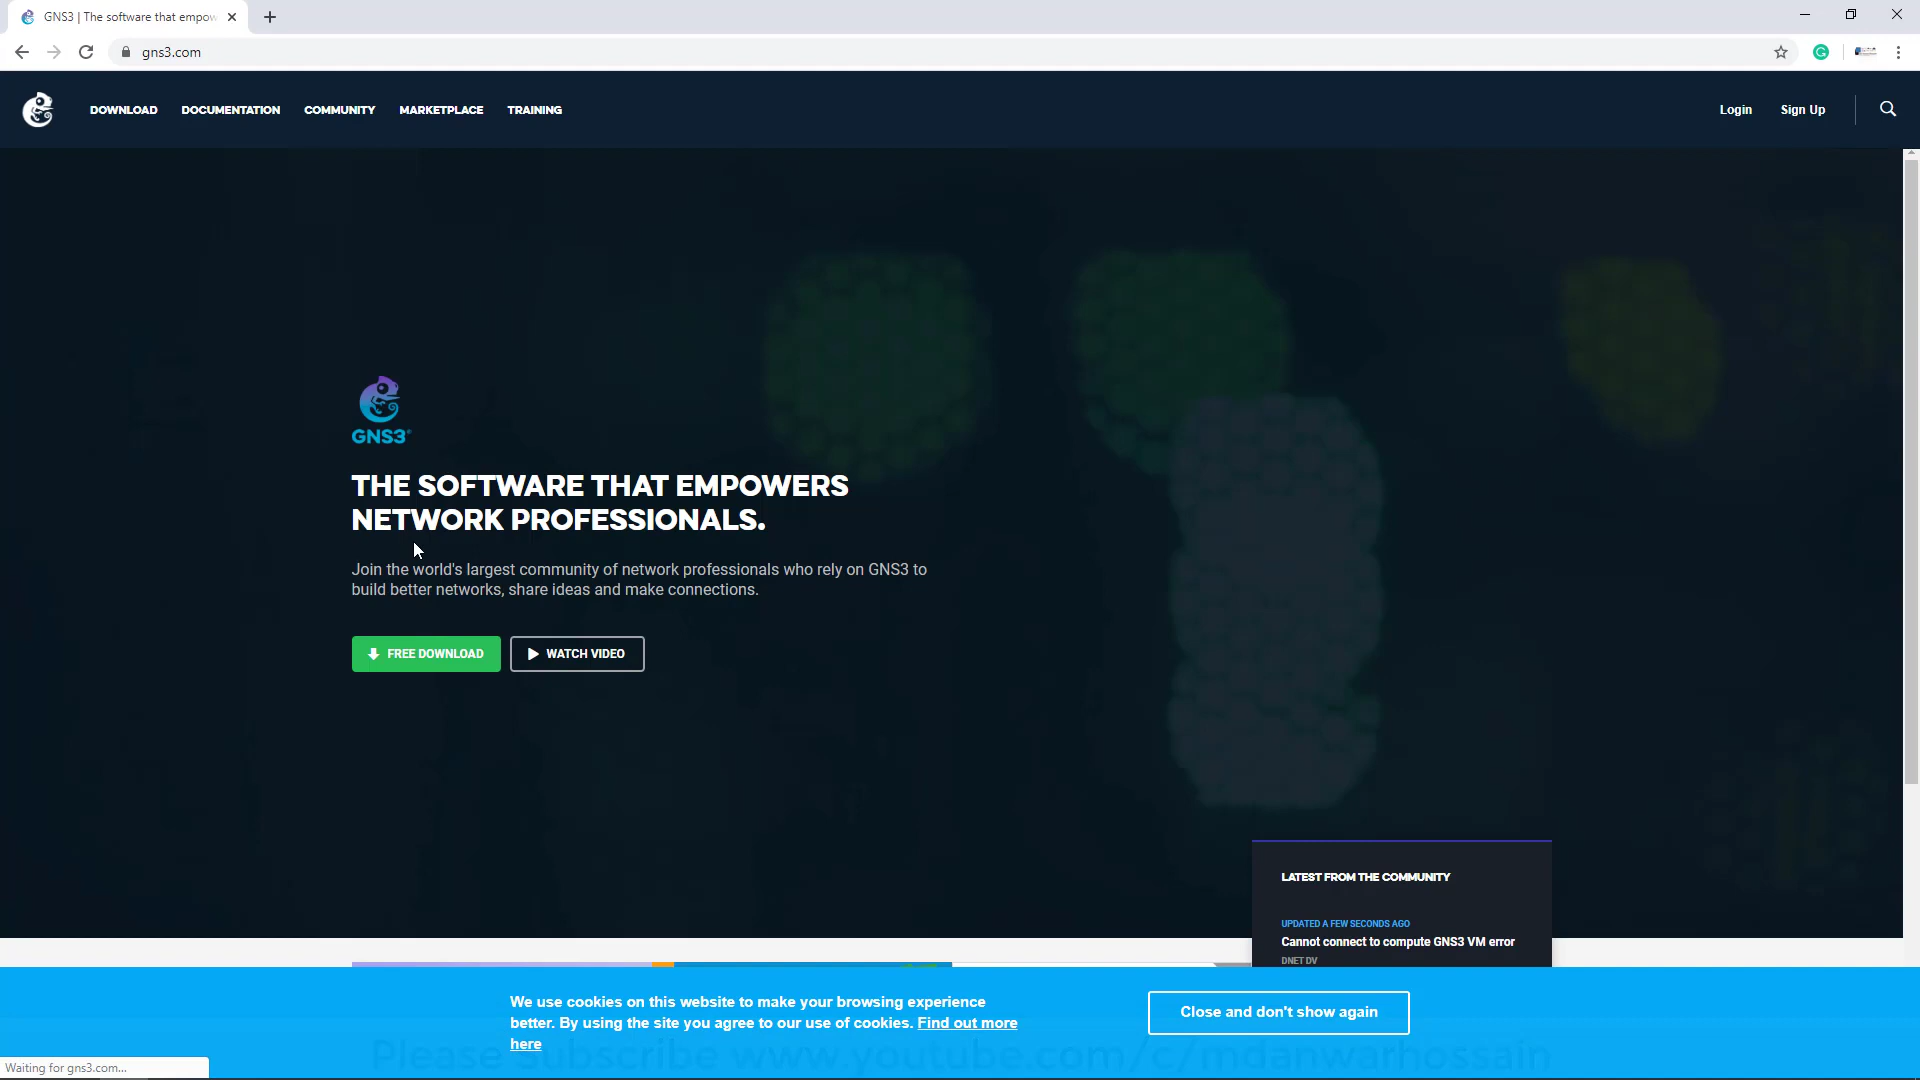 GNS3 | The software that empow
gns3.com
DOWNLOAD DOCUMENTATION COMMUNITY MARKETPLACE TRAINING Login Sign Up
GNS3
THE SOFTWARE THAT EMPOWERS
NETWORK PROFESSIONALS.
Join the world's largest community of network professionals who rely on GNS3 to
build better networks, share ideas and make connections.
FREE DOWNLOAD WATCH VIDEO
LATEST FROM THE COMMUNITY
UPDATED A FEW SECONDS AGO
Cannot connect to compute GNS3 VM error
DNET DV
We use cookies on this website to make your browsing experience
better. By using the site you agree to our use of cookies. Find out more
here
Close and don't show again
Please Subscribe www.youtube.com/c/mdanwarhossain
Waiting for gns3.com...